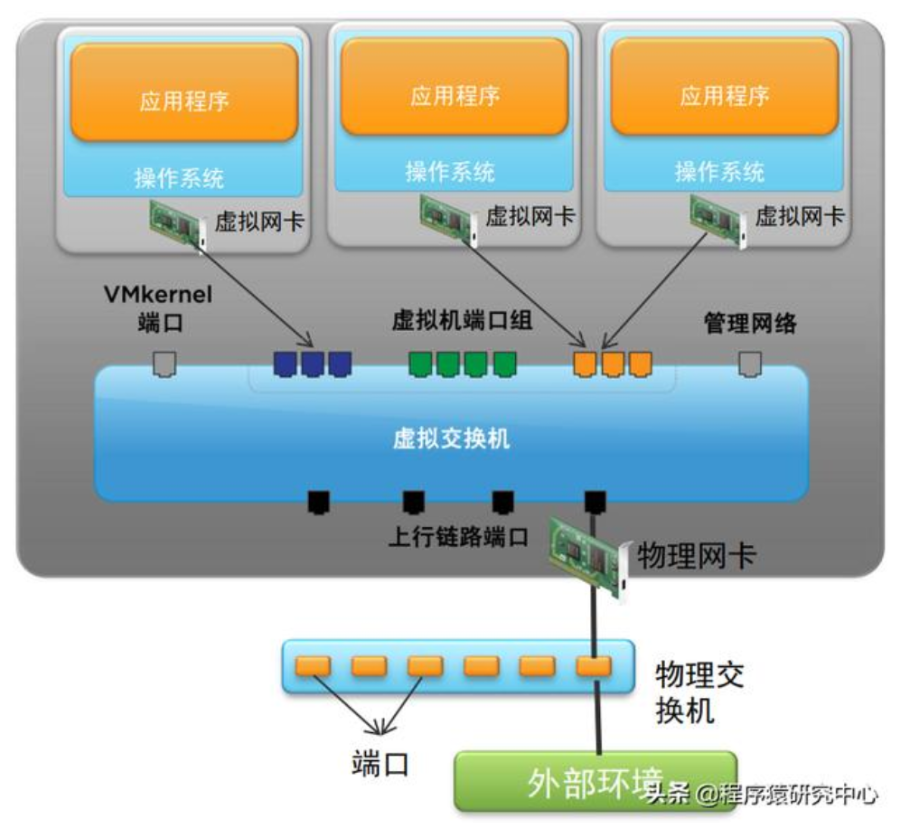 应用程序
应用程序
应用程序
操作系统
操作系统
操作系统
虚拟网卡
虚拟网卡
虚拟网卡
VMkernel
端口
虚拟机端口组
管理网络
虚拟交换机
上行链路端口
物理网卡
物理交
换机
端口
外部环境
头条 @程序猿研究中心